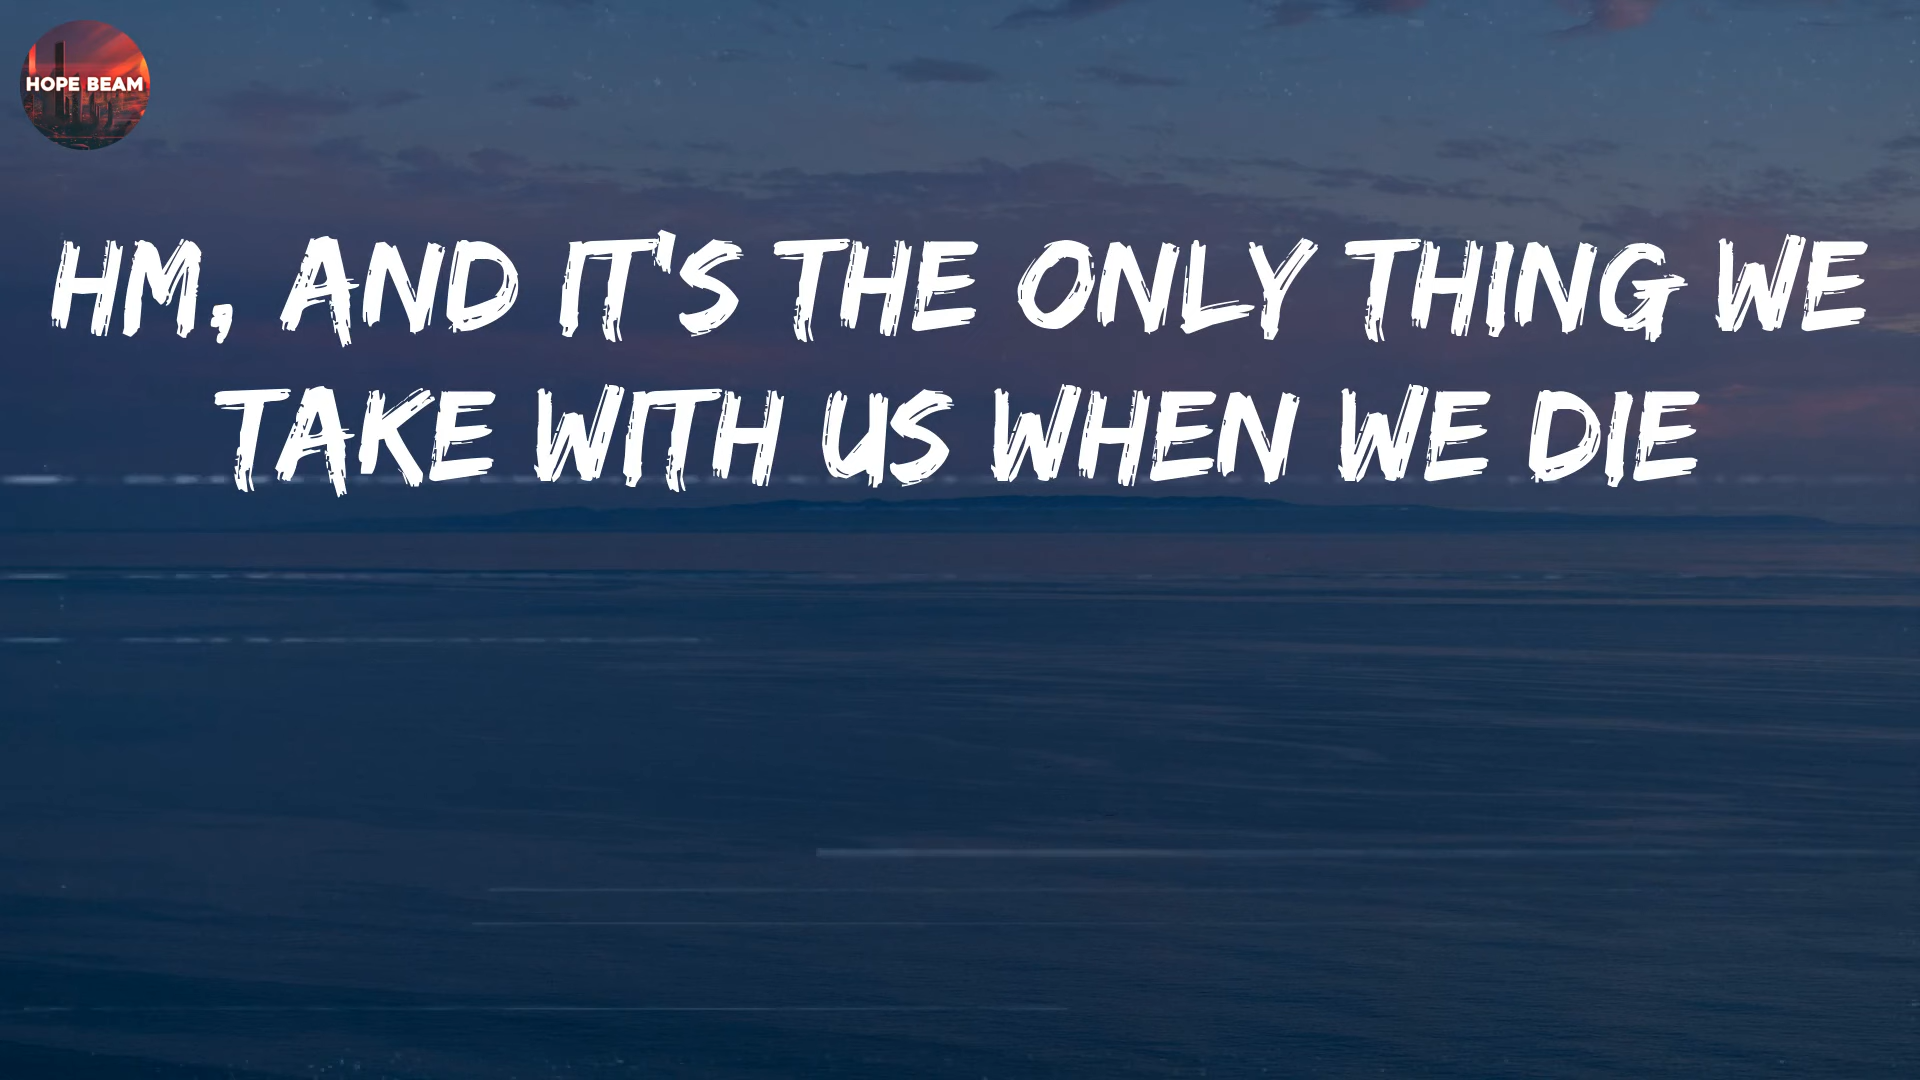 HOPE BEAM
HM, AND IT'S THE ONLY THING WE
TAKE WITH US WHEN WE DIE